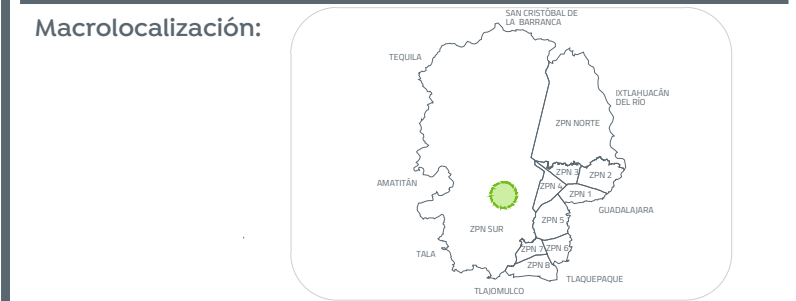 Macrolocalización:
SAN CRISTÓBAL DE
LA BARRANCA
TEQUILA
IXTLAHUACÁN
DEL RÍO
ZPN NORTE
ZPN 3
ZPN 2
AMATITÁN
ZPN 4
ZPN 1
GUADALAJARA
ZPN 5
ZPN SUR
ZPN 7
ZPN 6
TALA
ZPN 8
TLAQUEPAQUE
TLAJOMULCO